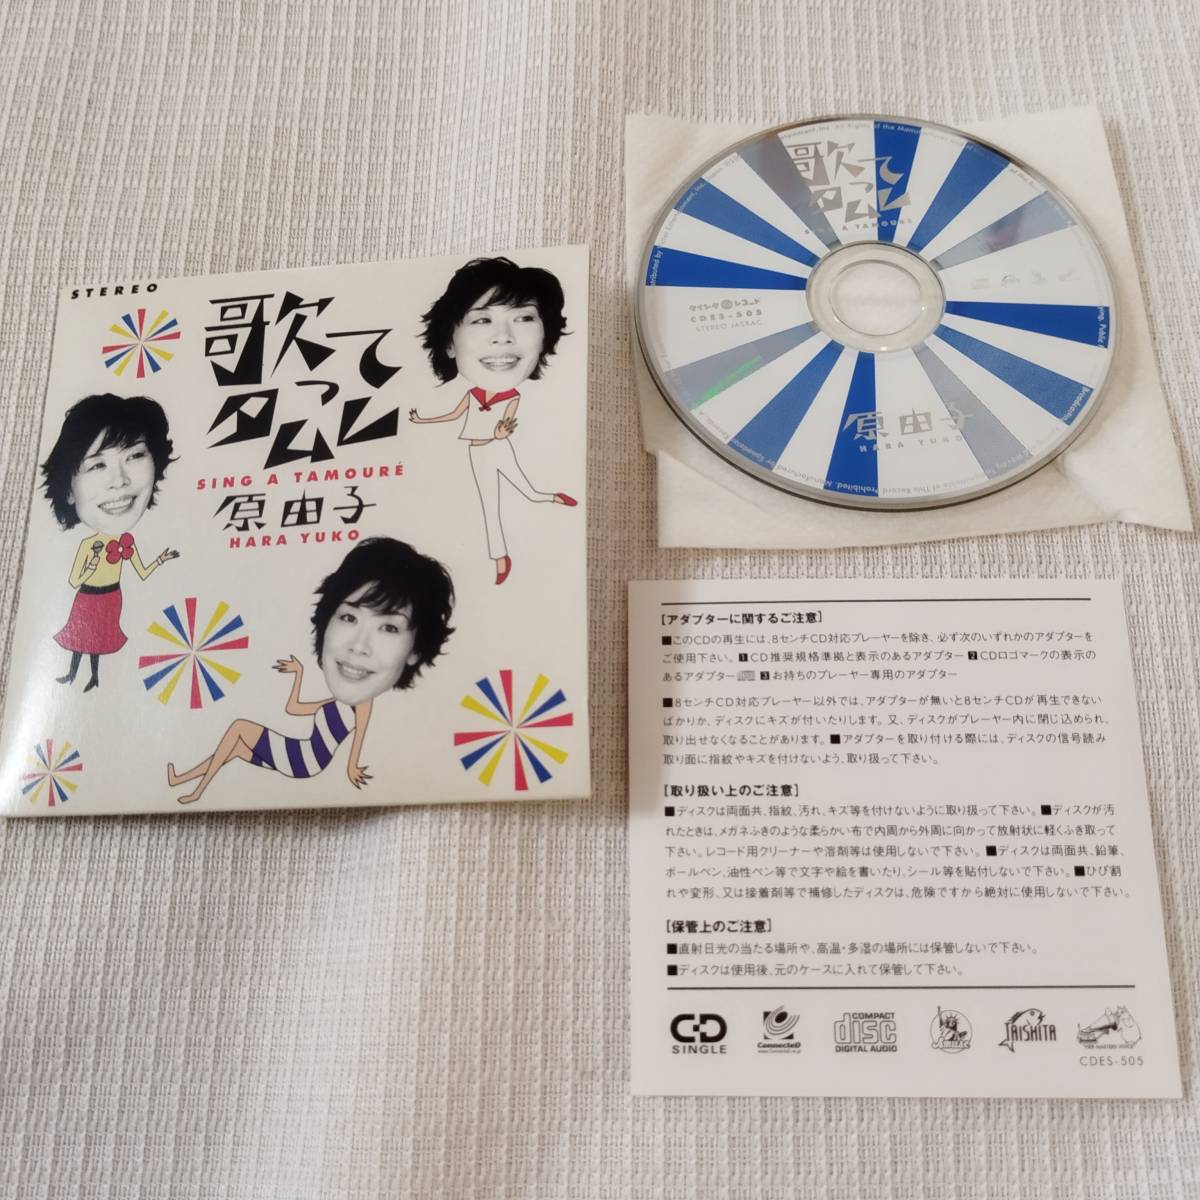 STEREO
歌って
タムレ
SING A TAMOURÉ
原由子
HARA YUKO
歌って
タムレ
SING A TAMOURÉ
タイシタ レコード
CDES-505
STEREO JASRAC
原由子
HARA YUKO
[アダプターに関するご注意]
■このCDの再生には、8センチCD対応プレーヤーを除き、必ず次のいずれかのアダプターを
ご使用下さい。1CD推奨規格準拠と表示のあるアダプター 2CDロゴマークの表示の
あるアダプター 3お持ちのプレーヤー専用のアダプター
■8センチCD対応プレーヤー以外では、アダプターが無いと8センチCDが再生できない
ばかりか、ディスクにキズが付いたりします。又、ディスクがプレーヤー内に閉じ込められ、
取り出せなくなることがあります。■アダプターを取り付ける際には、ディスクの信号読み
取り面に指紋やキズを付けないよう、取り扱って下さい。
[取り扱い上のご注意]
■ディスクは両面共、指紋、汚れ、キズ等を付けないように取り扱って下さい。■ディスクが汚
れたときは、メガネふきのような柔らかい布で内周から外周に向かって放射状に軽くふき取って
下さい。レコード用クリーナーや溶剤等は使用しないで下さい。■ディスクは両面共、鉛筆、
ボールペン、油性ペン等で文字や絵を書いたり、シール等を貼付しないで下さい。■ひび割
れや変形、又は接着剤等で補修したディスクは、危険ですから絶対に使用しないで下さい。
[保管上のご注意]
■直射日光の当たる場所や、高温・多湿の場所には保管しないで下さい。
■ディスクは使用後、元のケースに入れて保管して下さい。
CD
SINGLE
ConnecteD
COMPACT
disc
DIGITAL AUDIO
TAISHITA
"HIS MASTER'S VOICE"
CDES-505